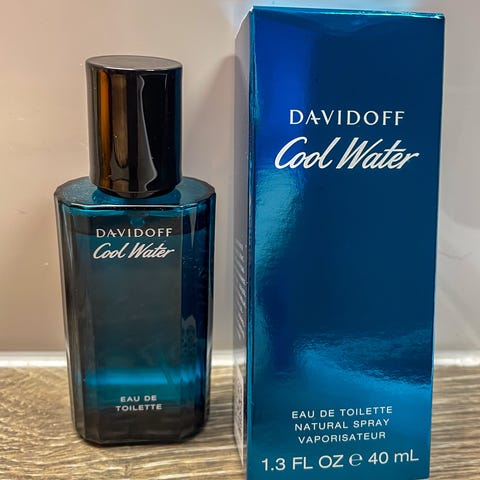 DAVIDOFF
Cool Water
EAU DE
TOILETTE
DAVIDOFF
Cool Water
EAU DE TOILETTE
NATURAL SPRAY
VAPORISATEUR
1.3 FL OZ ℮ 40 mL